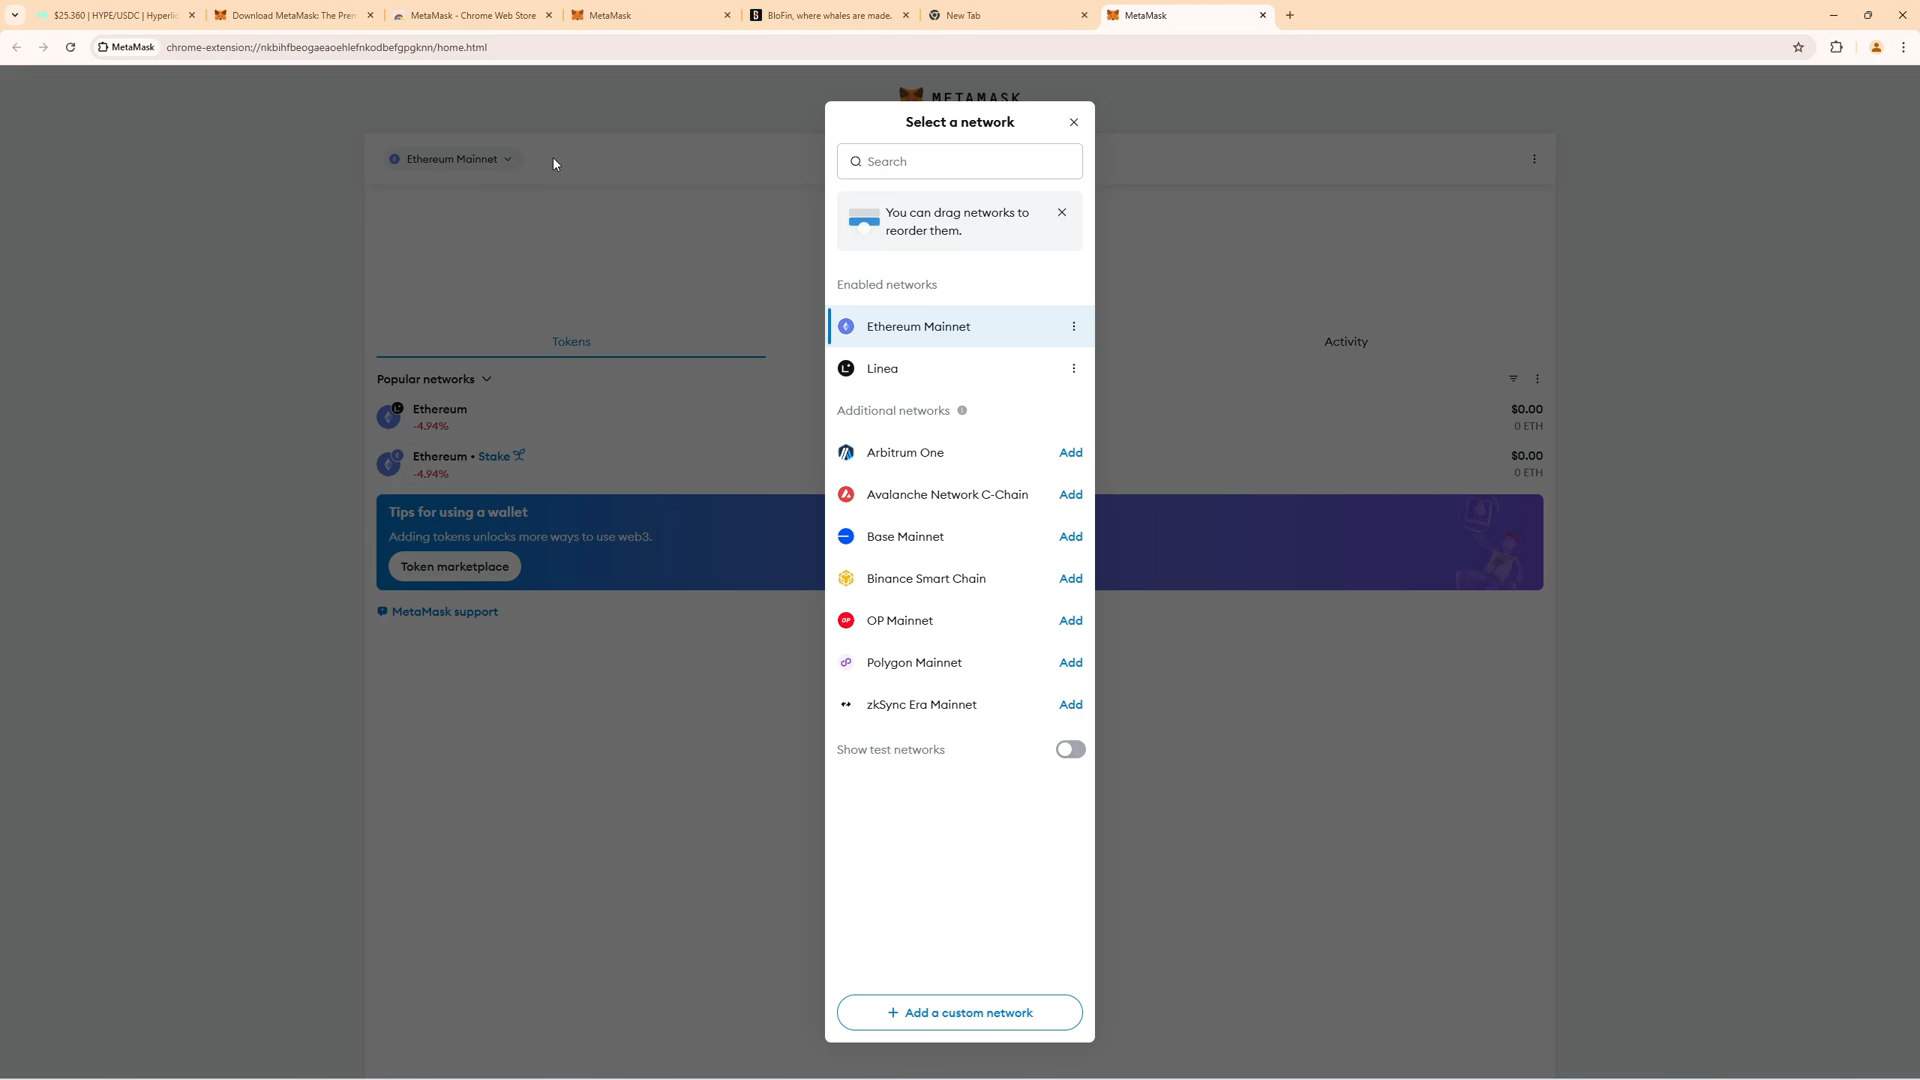 $25.360 | HYPE/USDC | Hyperlic
Download MetaMask: The Prem
MetaMask - Chrome Web Store
MetaMask
BloFin, where whales are made.
New Tab
MetaMask
MetaMask
chrome-extension://nkbihfbeogaeaoehlefnkodbefgpgknn/home.html
METAMASK
Ethereum Mainnet
Tokens
Activity
Popular networks
Ethereum
-4.94%
$0.00
0 ETH
Ethereum • Stake
-4.94%
$0.00
0 ETH
Tips for using a wallet
Adding tokens unlocks more ways to use web3.
Token marketplace
MetaMask support
Select a network
Search
You can drag networks to
reorder them.
Enabled networks
Ethereum Mainnet
Linea
Additional networks
Arbitrum One Add
Avalanche Network C-Chain Add
Base Mainnet Add
Binance Smart Chain Add
OP Mainnet Add
Polygon Mainnet Add
zkSync Era Mainnet Add
Show test networks
+ Add a custom network